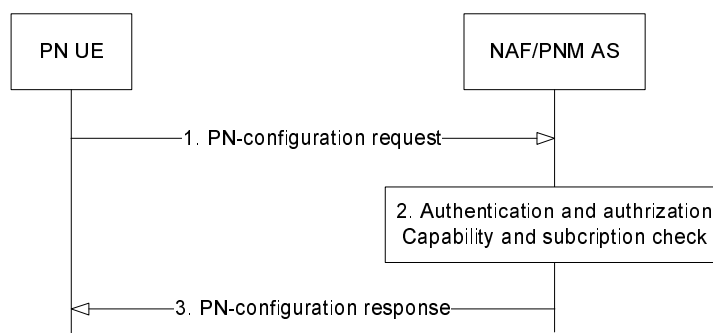 PN UE
NAF/PNM AS
1. PN-configuration request
2. Authentication and authrization
Capability and subcription check
3. PN-configuration response